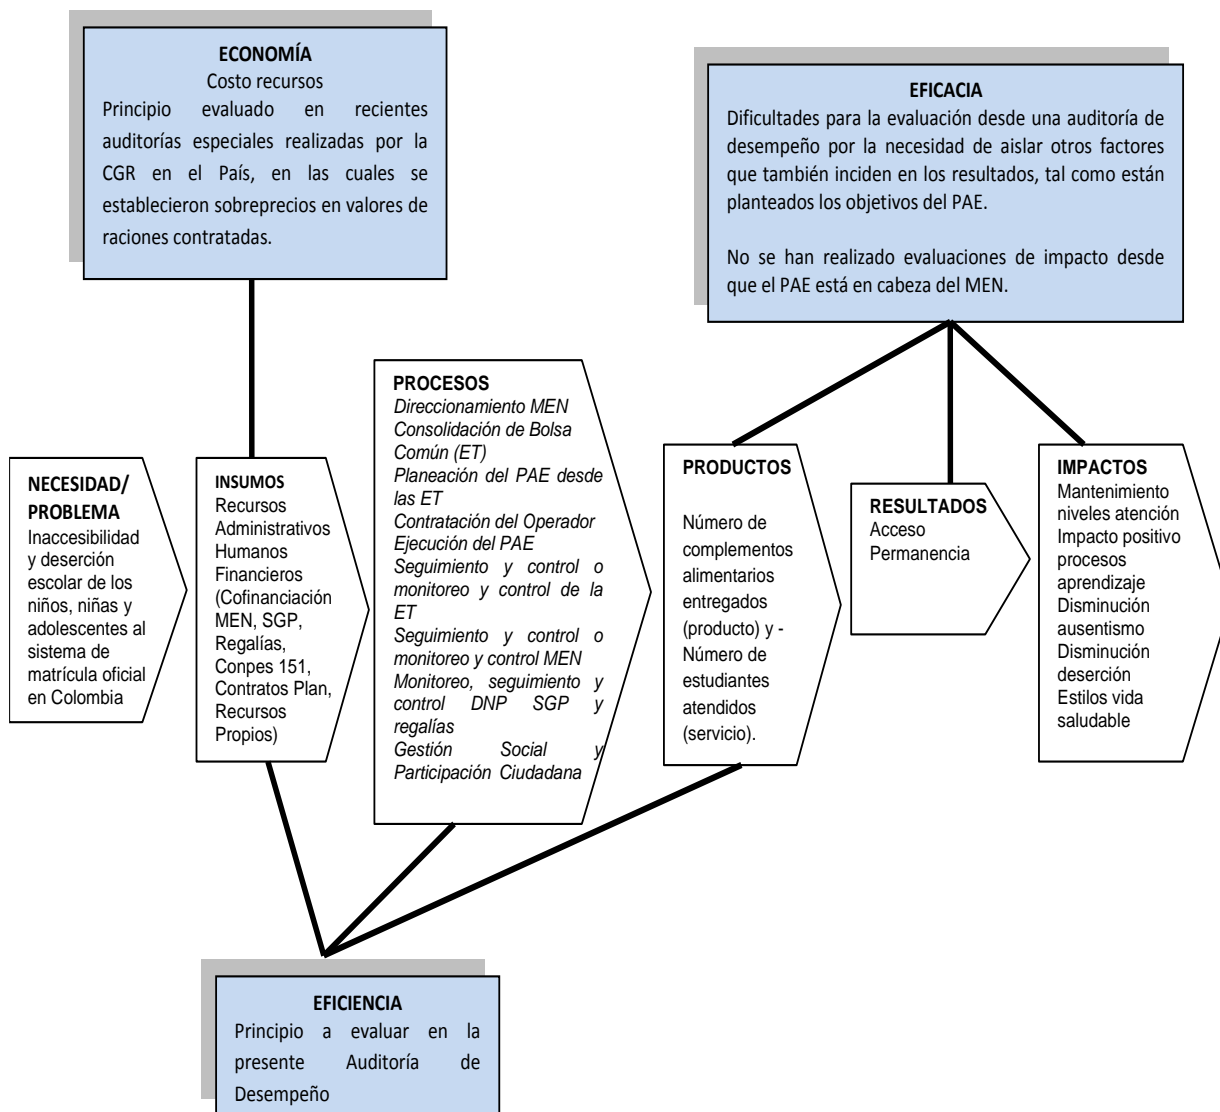 ECONOMÍA
Costo recursos
Principio evaluado en recientes
auditorías especiales realizadas por la
CGR en el País, en las cuales se
establecieron sobreprecios en valores de
raciones contratadas.
EFICACIA
Dificultades para la evaluación desde una auditoría de
desempeño por la necesidad de aislar otros factores
que también inciden en los resultados, tal como están
planteados los objetivos del PAE.
No se han realizado evaluaciones de impacto desde
que el PAE está en cabeza del MEN.
NECESIDAD/
PROBLEMA
Inaccesibilidad
y deserción
escolar de los
niños, niñas y
adolescentes al
sistema de
matrícula oficial
en Colombia
INSUMOS
Recursos
Administrativos
Humanos
Financieros
(Cofinanciación
MEN, SGP,
Regalías,
Conpes 151,
Contratos Plan,
Recursos
Propios)
PROCESOS
Direccionamiento MEN
Consolidación de Bolsa
Común (ET)
Planeación del PAE desde
las ET
Contratación del Operador
Ejecución del PAE
Seguimiento y control o
monitoreo y control de la
ET
Seguimiento y control o
monitoreo y control MEN
Monitoreo, seguimiento y
control DNP SGP y
regalías
Gestión Social y
Participación Ciudadana
PRODUCTOS
Número de
complementos
alimentarios
entregados
(producto) y -
Número de
estudiantes
atendidos
(servicio).
RESULTADOS
Acceso
Permanencia
IMPACTOS
Mantenimiento
niveles atención
Impacto positivo
procesos
aprendizaje
Disminución
ausentismo
Disminución
deserción
Estilos vida
saludable
EFICIENCIA
Principio a evaluar en la
presente Auditoría de
Desempeño